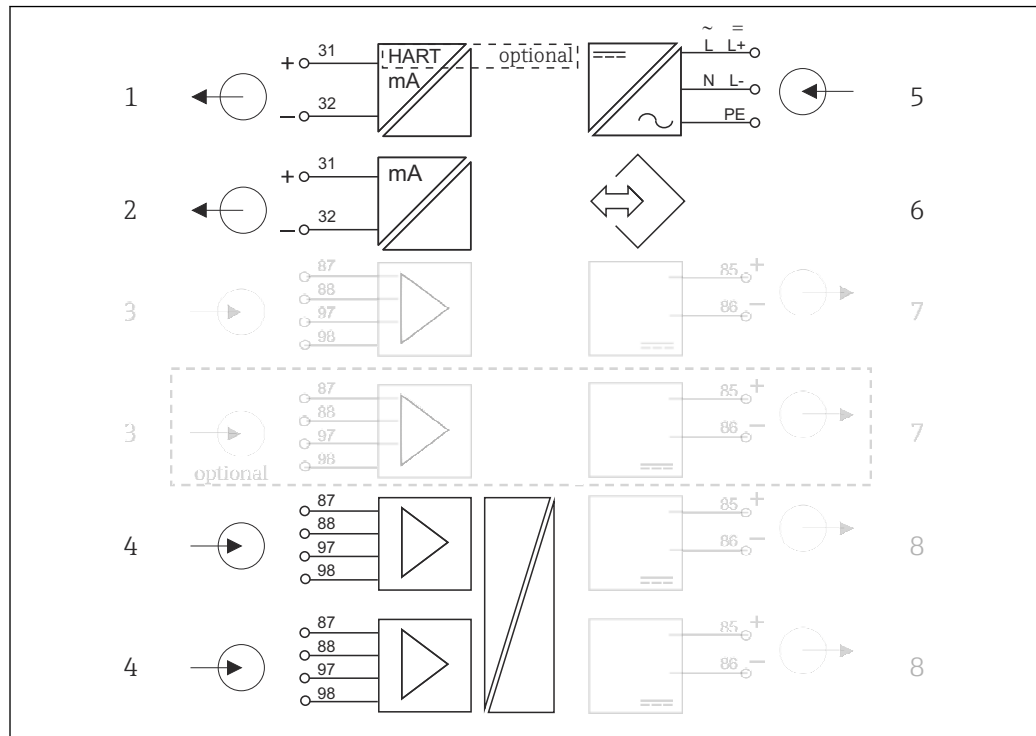 ~ =
31 HART optional L L+
+ mA
1 32 N L- 5
− PE
31
+ mA
2 32 6
−
87 85 +
88
3 97 86 − 7
98
87 85 +
88
3 97 86 − 7
optional 98
87 85 +
88
4 97 86 − 8
98
87 85 +
88
4 97 86 − 8
98